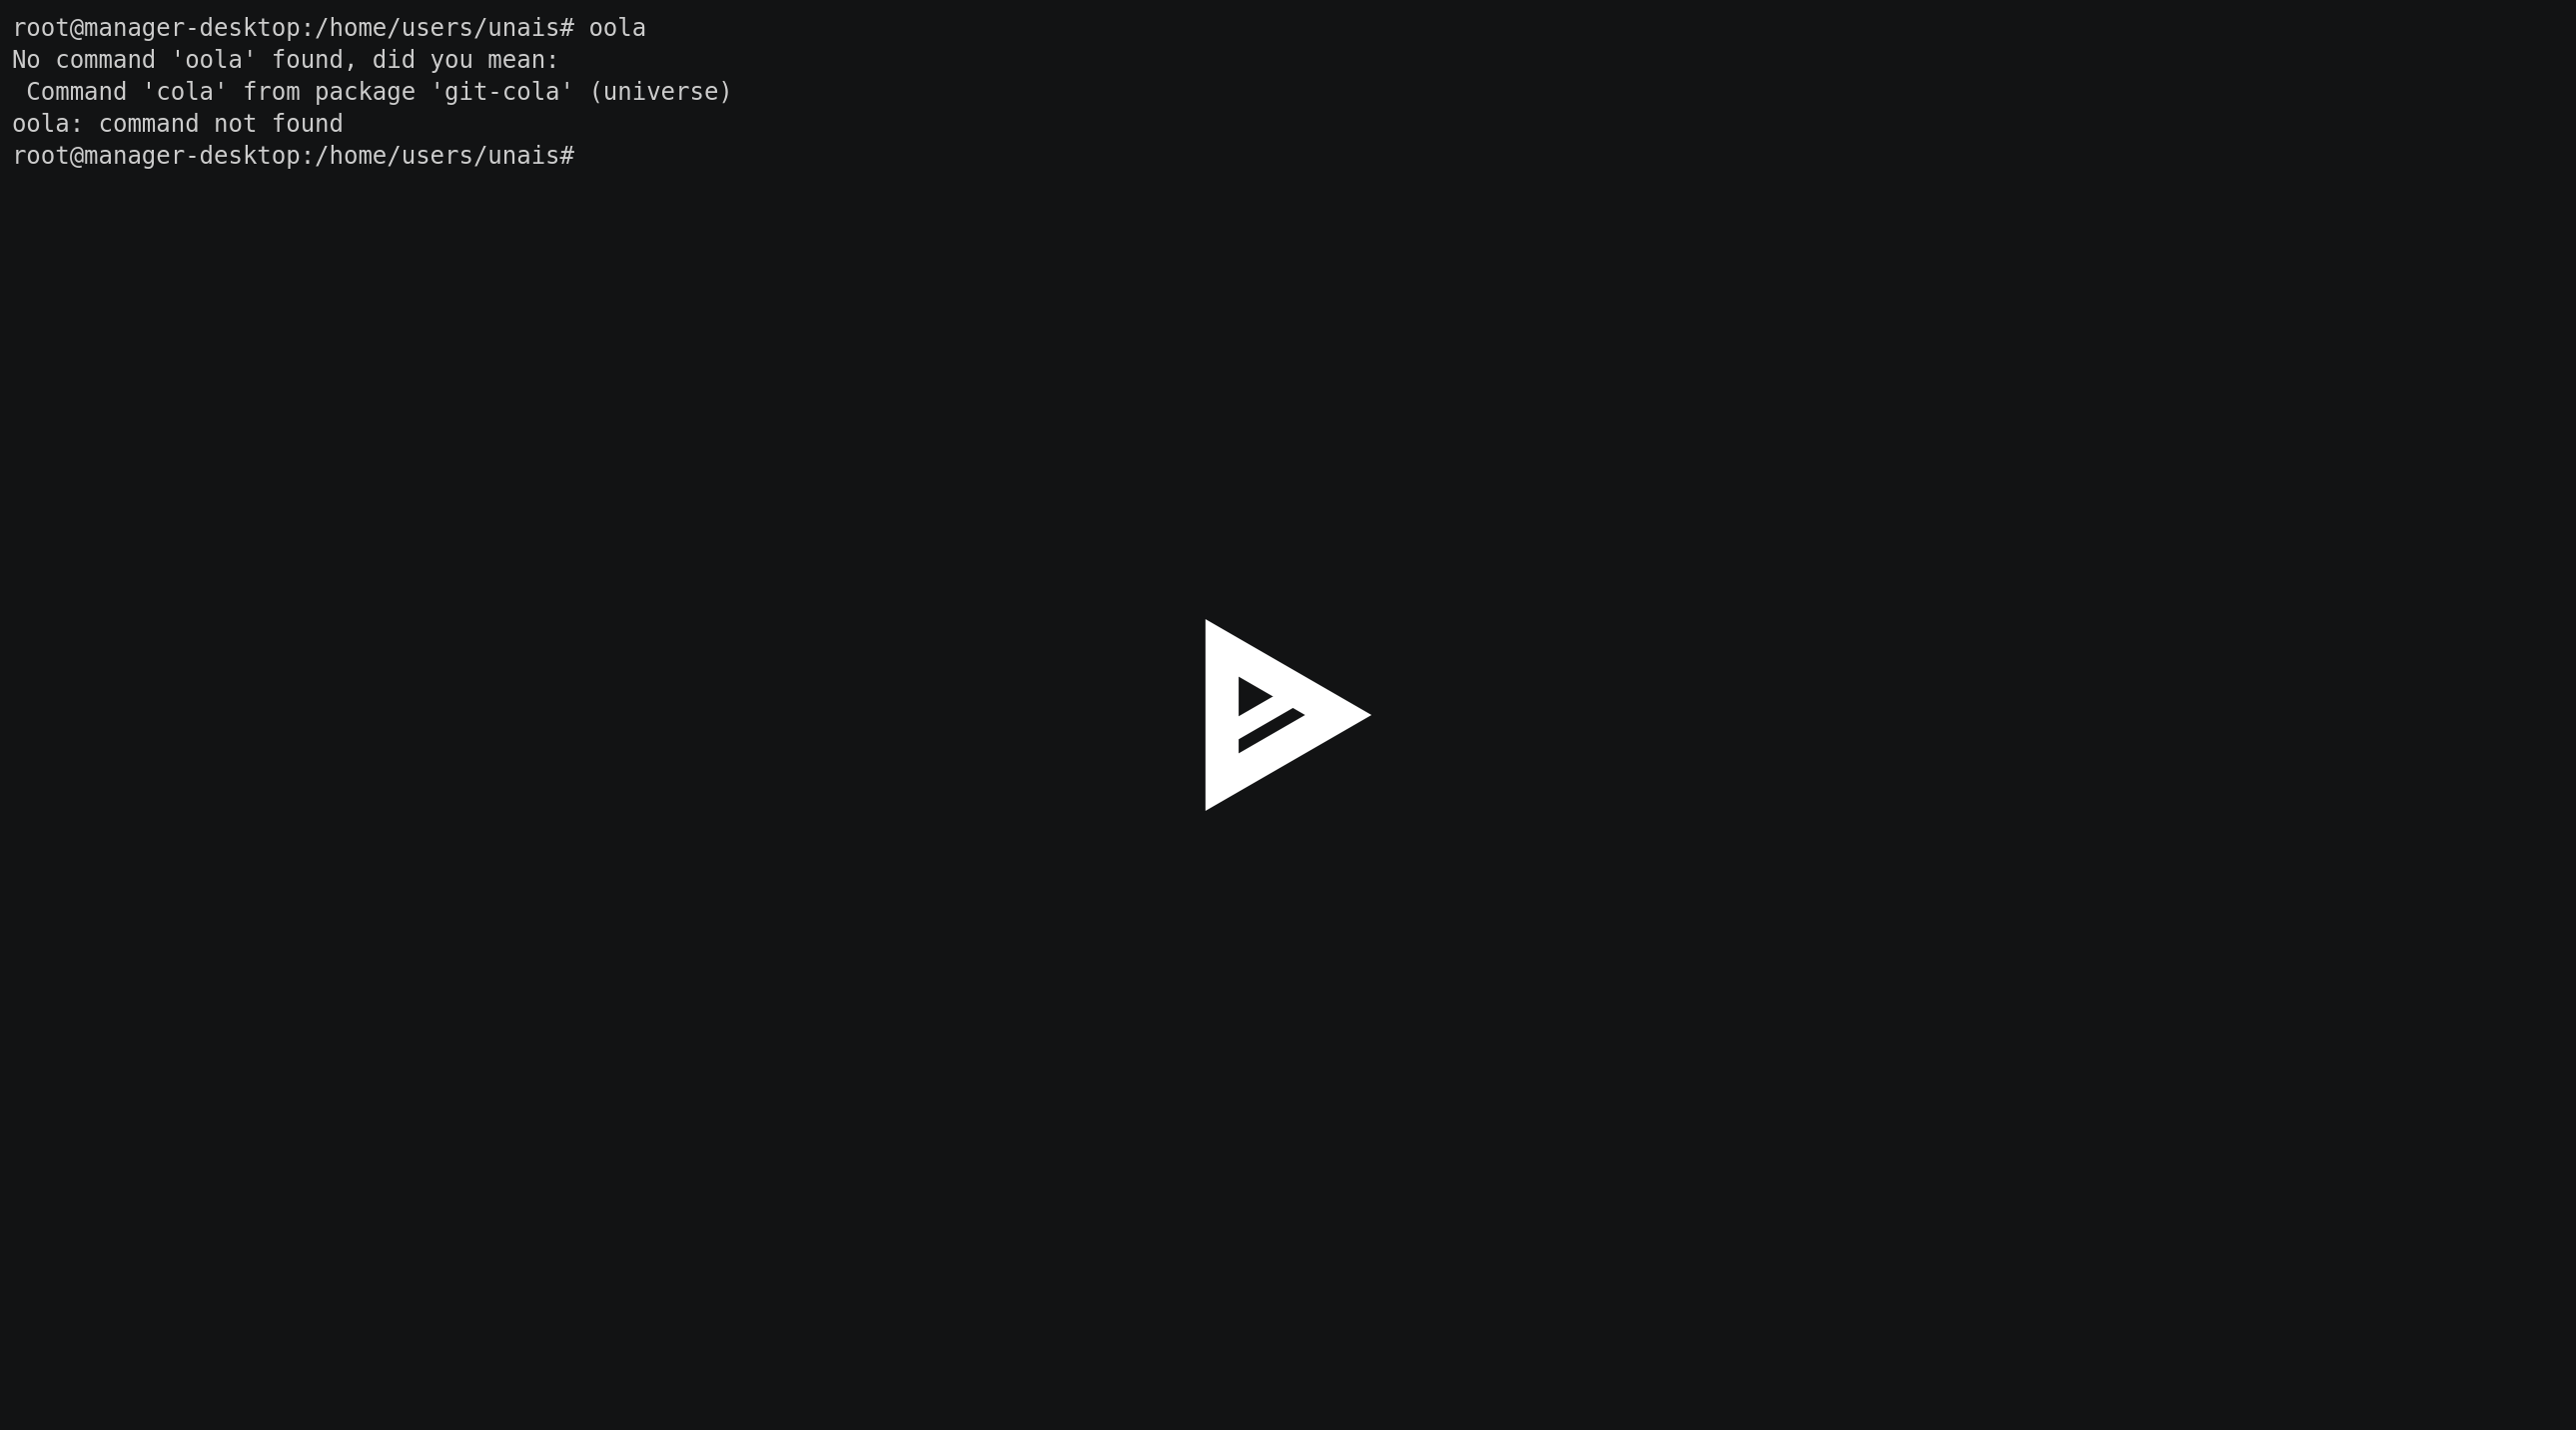 root@manager-desktop:/home/users/unais# oola
No command 'oola' found, did you mean:
 Command 'cola' from package 'git-cola' (universe)
oola: command not found
root@manager-desktop:/home/users/unais#